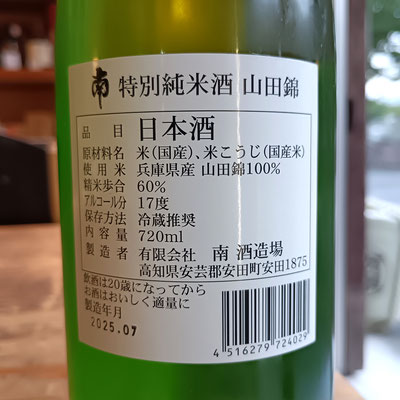 南 特別純米酒 山田錦
品目 日本酒
原材料名 米(国産)、米こうじ(国産米)
使用米 兵庫県産 山田錦100%
精米歩合 60%
アルコール分 17度
保存方法 冷蔵推奨
内容量 720ml
製造者 有限会社 南 酒造場
高知県安芸郡安田町安田1875
飲酒は20歳になってから
お酒はおいしく適量に
製造年月
2025.07
4 516279 724029